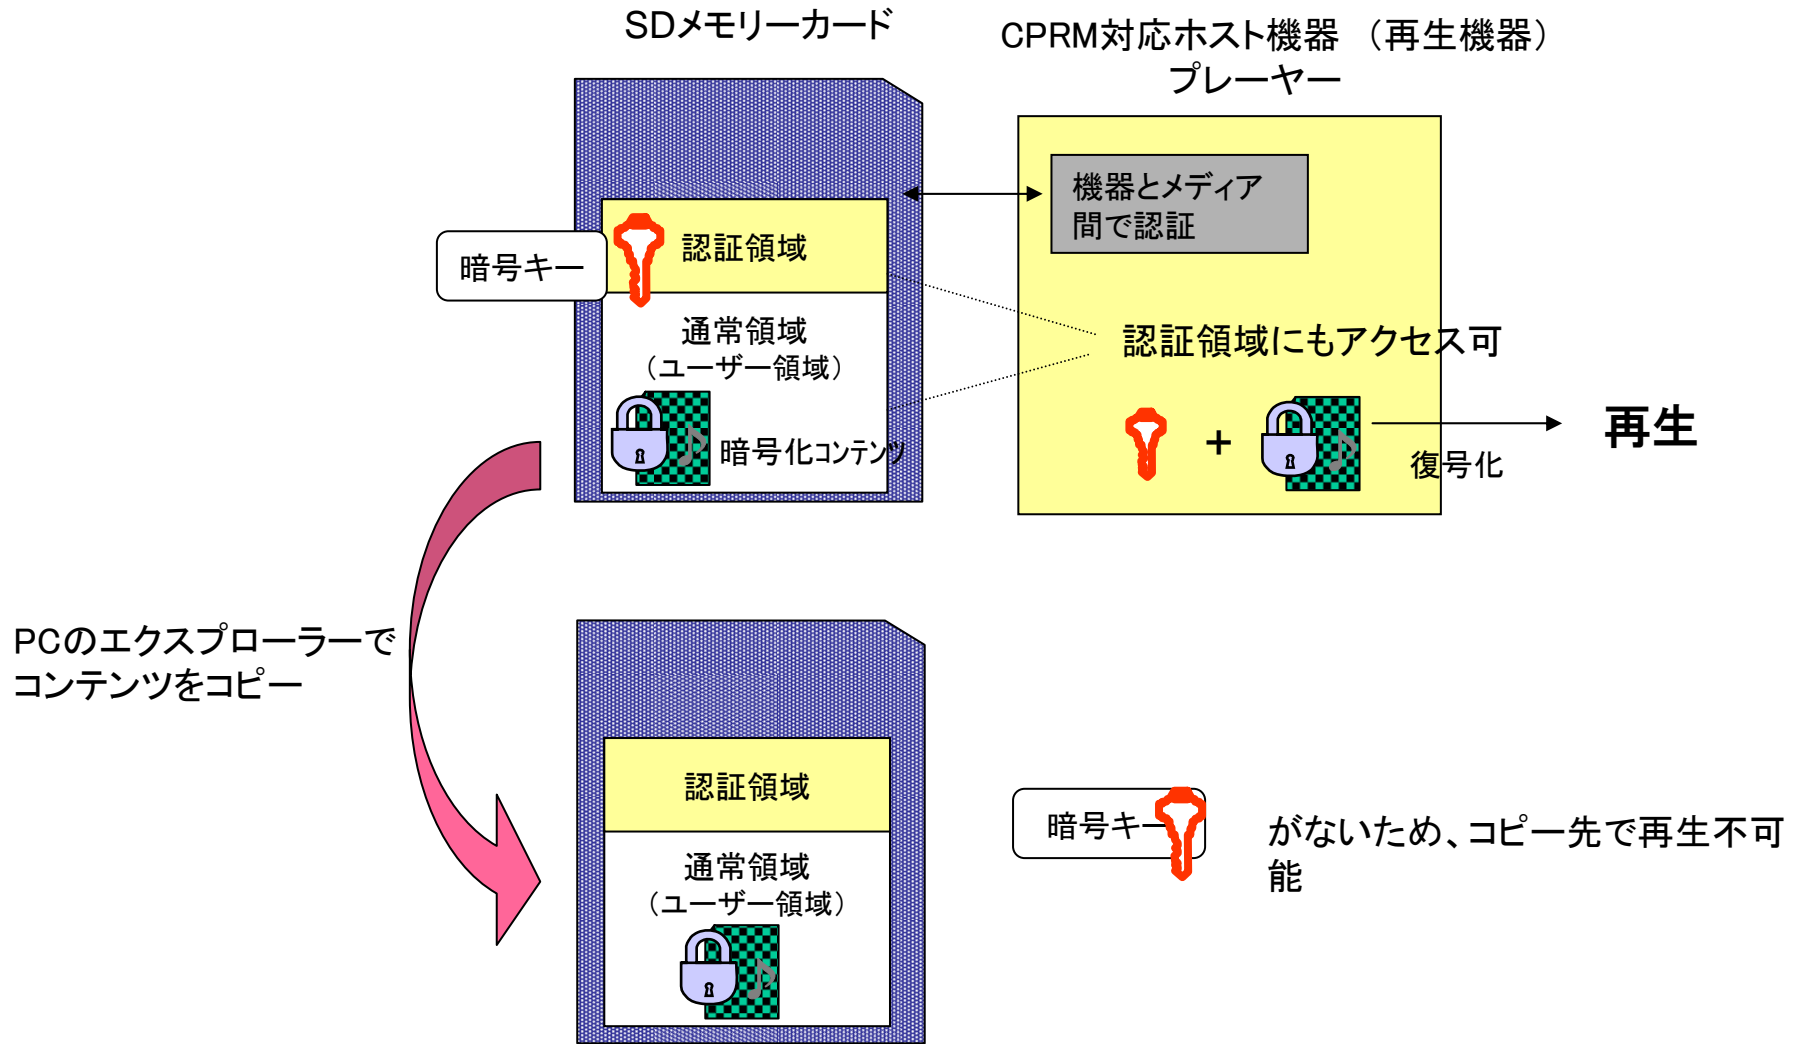 SDメモリーカード
CPRM対応ホスト機器　（再生機器）
プレーヤー
機器とメディア
間で認証
暗号キー
認証領域
通常領域
（ユーザー領域）
認証領域にもアクセス可
暗号化コンテンツ
+
復号化
再生
PCのエクスプローラーで
コンテンツをコピー
認証領域
通常領域
（ユーザー領域）
暗号キー
がないため、コピー先で再生不可
能